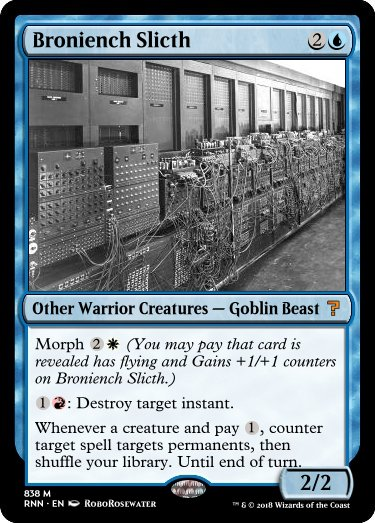 Broniench Slicth 2
Other Warrior Creatures — Goblin Beast
Morph 2 (You may pay that card is
revealed has flying and Gains +1/+1 counters
on Broniench Slicth.)
1 : Destroy target instant.
Whenever a creature and pay 1, counter
target spell targets permanents, then
shuffle your library. Until end of turn.
2/2
838 M
RNN • EN RoboRosewater
™ & © 2018 Wizards of the Coast